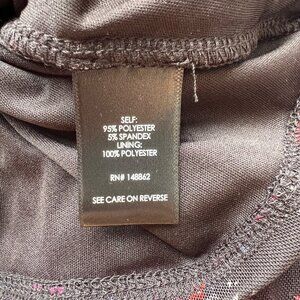 SELF:
95% POLYESTER
5% SPANDEX
LINING:
100% POLYESTER
RN# 148862
SEE CARE ON REVERSE